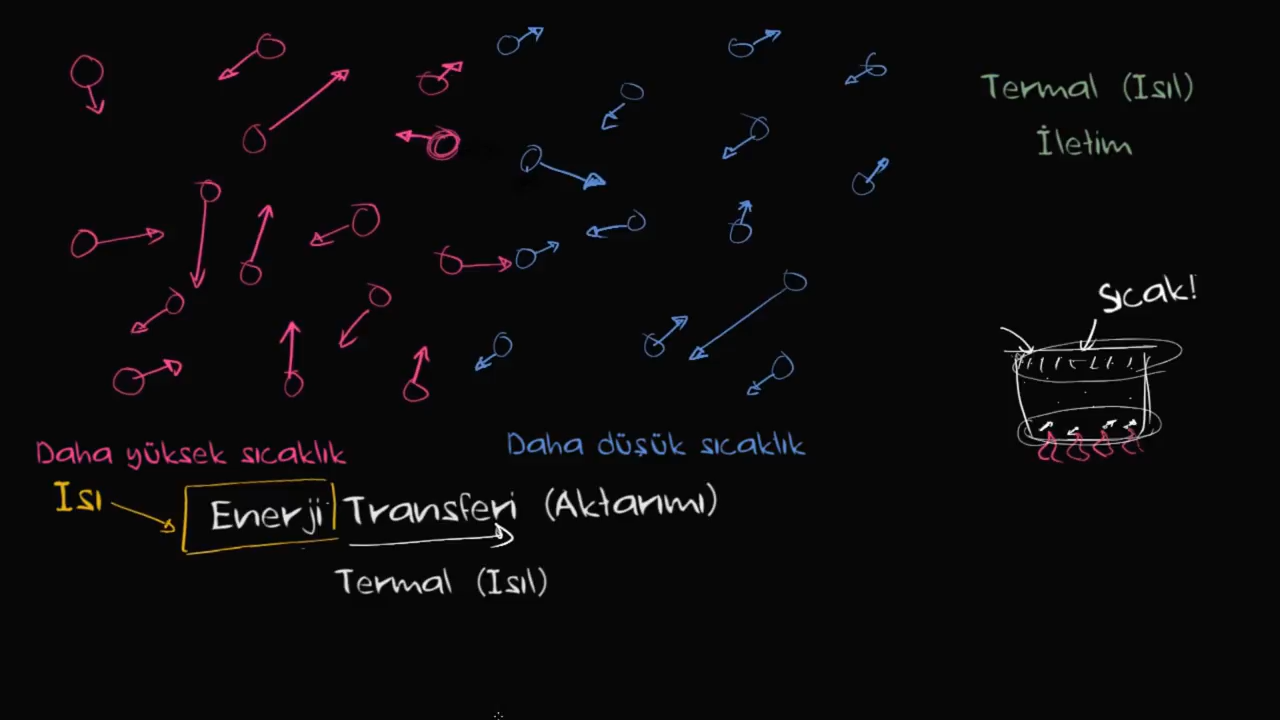 Termal (Isıl)
İletim
sıcak!
Daha yüksek sıcaklık
Daha düşük sıcaklık
Isı
Enerji Transferi (Aktarımı)
Termal (Isıl)